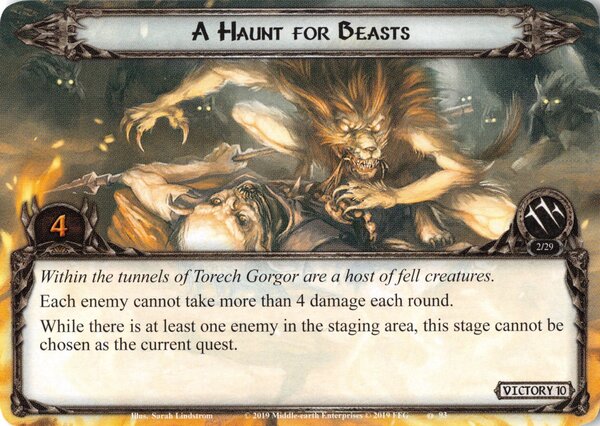 A Haunt for Beasts
4
2/29
Within the tunnels of Torech Gorgor are a host of fell creatures.
Each enemy cannot take more than 4 damage each round.
While there is at least one enemy in the staging area, this stage cannot be
chosen as the current quest.
Victory 10
Illus. Sarah Lindstrom © 2019 Middle-earth Enterprises © 2019 FFG 93